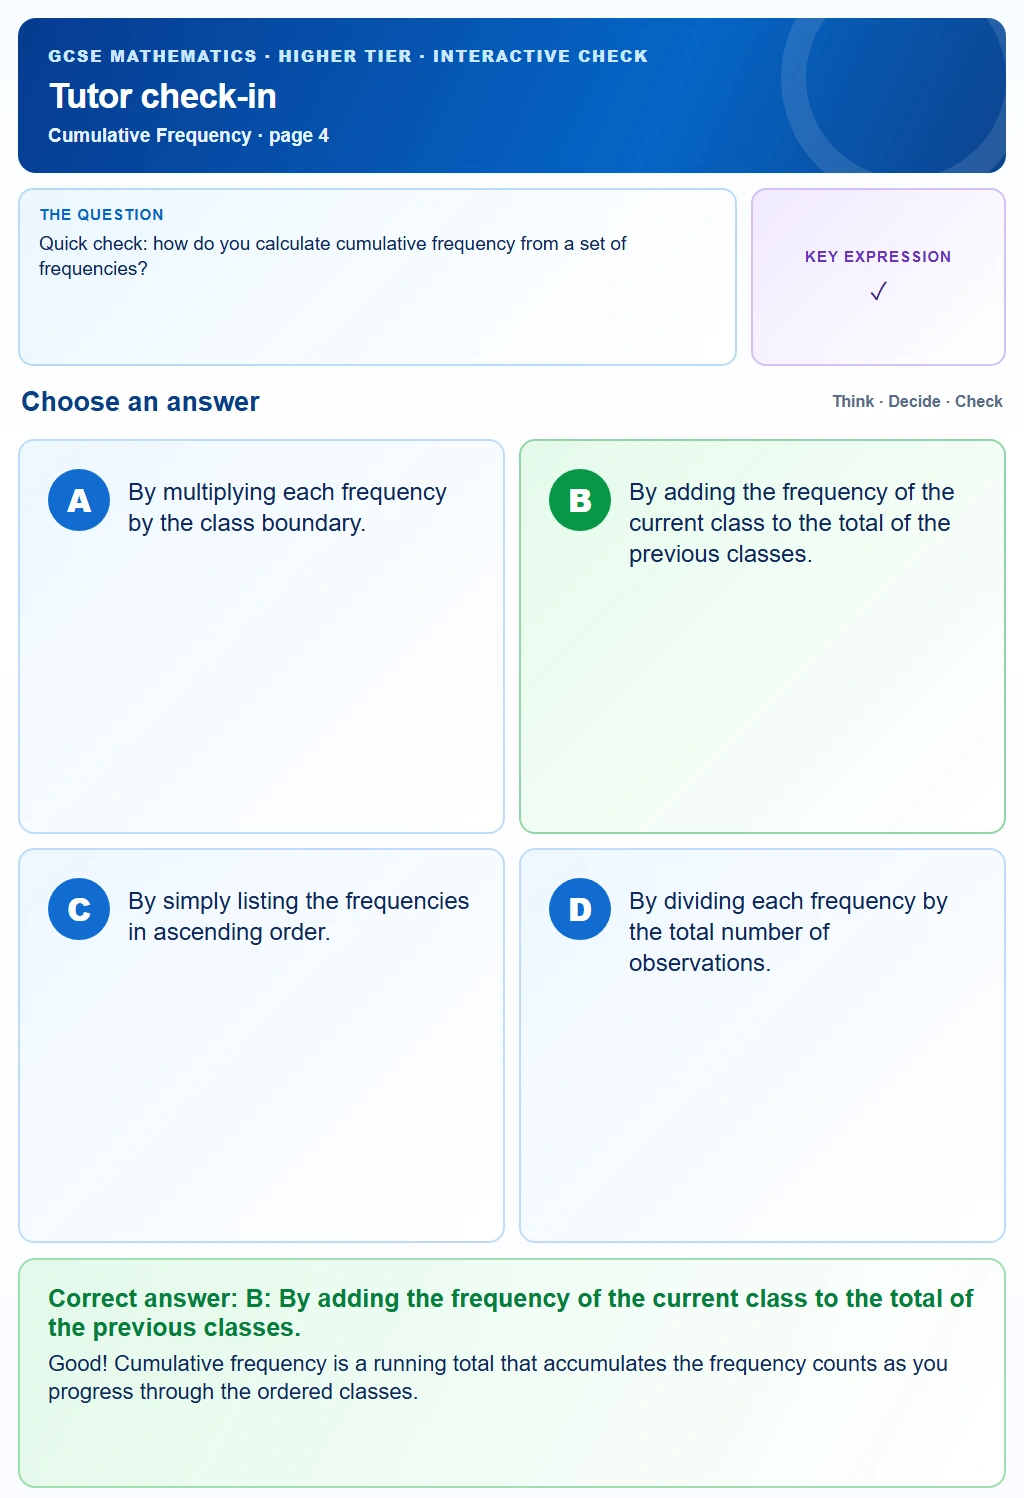 GCSE MATHEMATICS · HIGHER TIER · INTERACTIVE CHECK
Tutor check-in
Cumulative Frequency · page 4
THE QUESTION
Quick check: how do you calculate cumulative frequency from a set of
frequencies?
KEY EXPRESSION
✓
Choose an answer
Think · Decide · Check
A
By multiplying each frequency
by the class boundary.
B
By adding the frequency of the
current class to the total of the
previous classes.
C
By simply listing the frequencies
in ascending order.
D
By dividing each frequency by
the total number of
observations.
Correct answer: B: By adding the frequency of the current class to the total of
the previous classes.
Good! Cumulative frequency is a running total that accumulates the frequency counts as you
progress through the ordered classes.